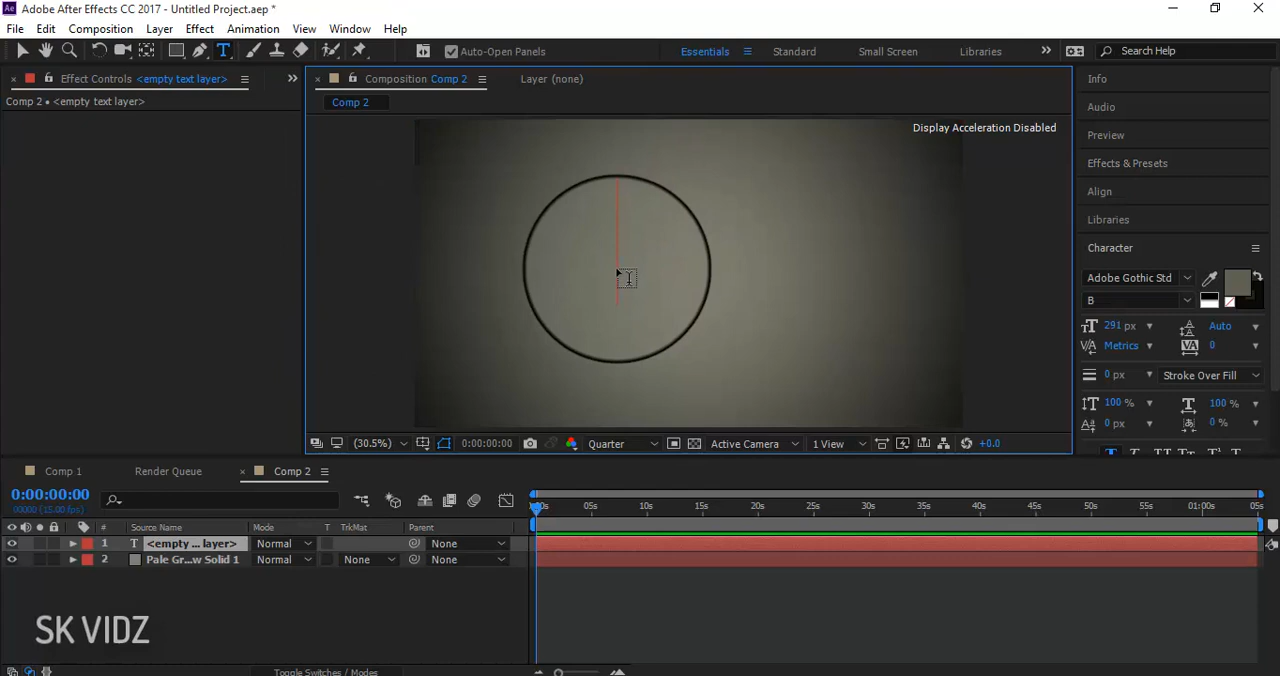 Adobe After Effects CC 2017 - Untitled Project.aep *
File Edit Composition Layer Effect Animation View Window Help
Auto-Open Panels Essentials Standard Small Screen Libraries Search Help
Effect Controls <empty text layer> Composition Comp 2 Layer (none) Info
Comp 2 • <empty text layer> Comp 2 Audio
Display Acceleration Disabled Preview
Effects & Presets
Align
Libraries
Character
Adobe Gothic Std
B
291 px Auto
Metrics 0
0 px Stroke Over Fill
100 % 100 %
0 px 0 %
(30.5%) 0:00:00:00 Quarter Active Camera 1 View +0.0
Comp 1 Render Queue Comp 2
0:00:00:00
00000 (15.00 fps) 05s 10s 15s 20s 25s 30s 35s 40s 45s 50s 55s 01:00s 05s
# Source Name Mode T TrkMat Parent
1 T <empty ... layer> Normal None
2 Pale Gr...w Solid 1 Normal None None
SK VIDZ
Toggle Switches / Modes